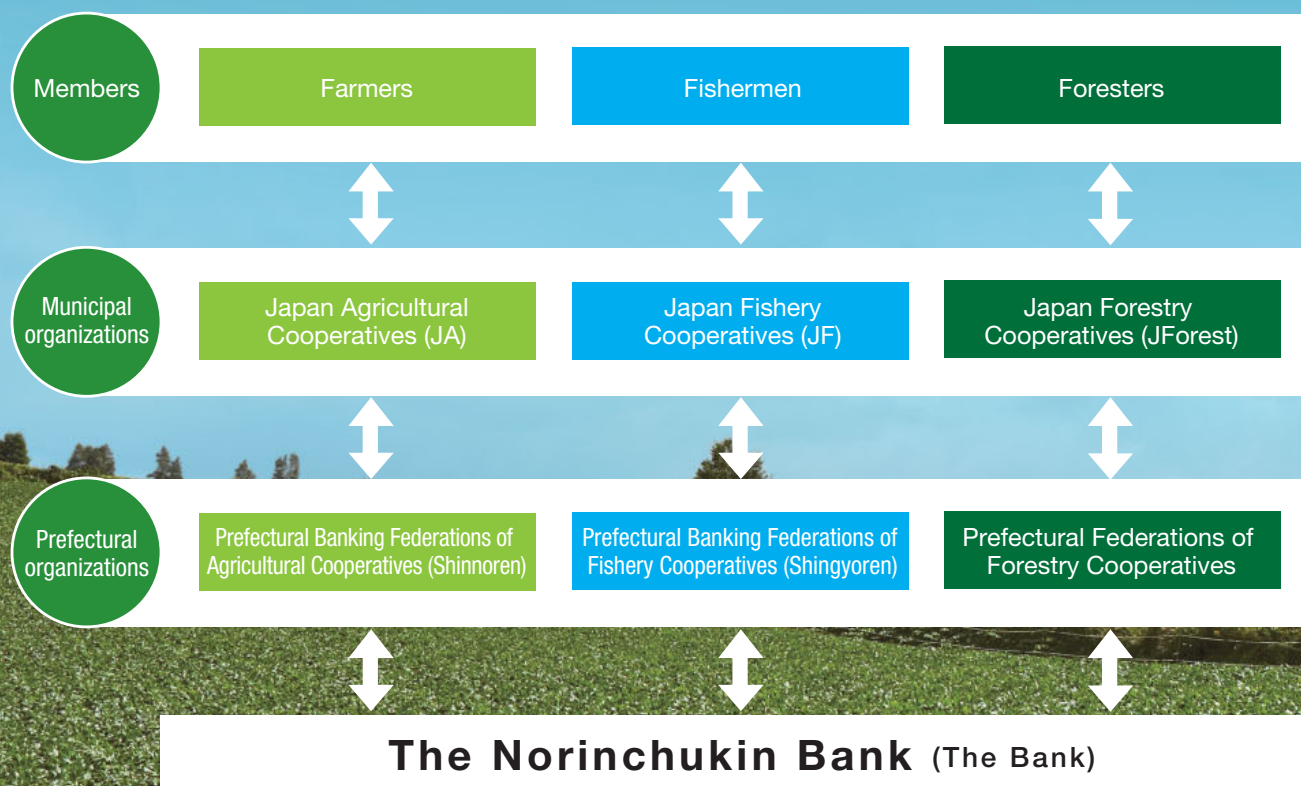 Members
Farmers
Fishermen
Foresters
Municipal
organizations
Japan Agricultural
Cooperatives (JA)
Japan Fishery
Cooperatives (JF)
Japan Forestry
Cooperatives (JForest)
Prefectural
organizations
Prefectural Banking Federations of
Agricultural Cooperatives (Shinnoren)
Prefectural Banking Federations of
Fishery Cooperatives (Shingyoren)
Prefectural Federations of
Forestry Cooperatives
The Norinchukin Bank (The Bank)